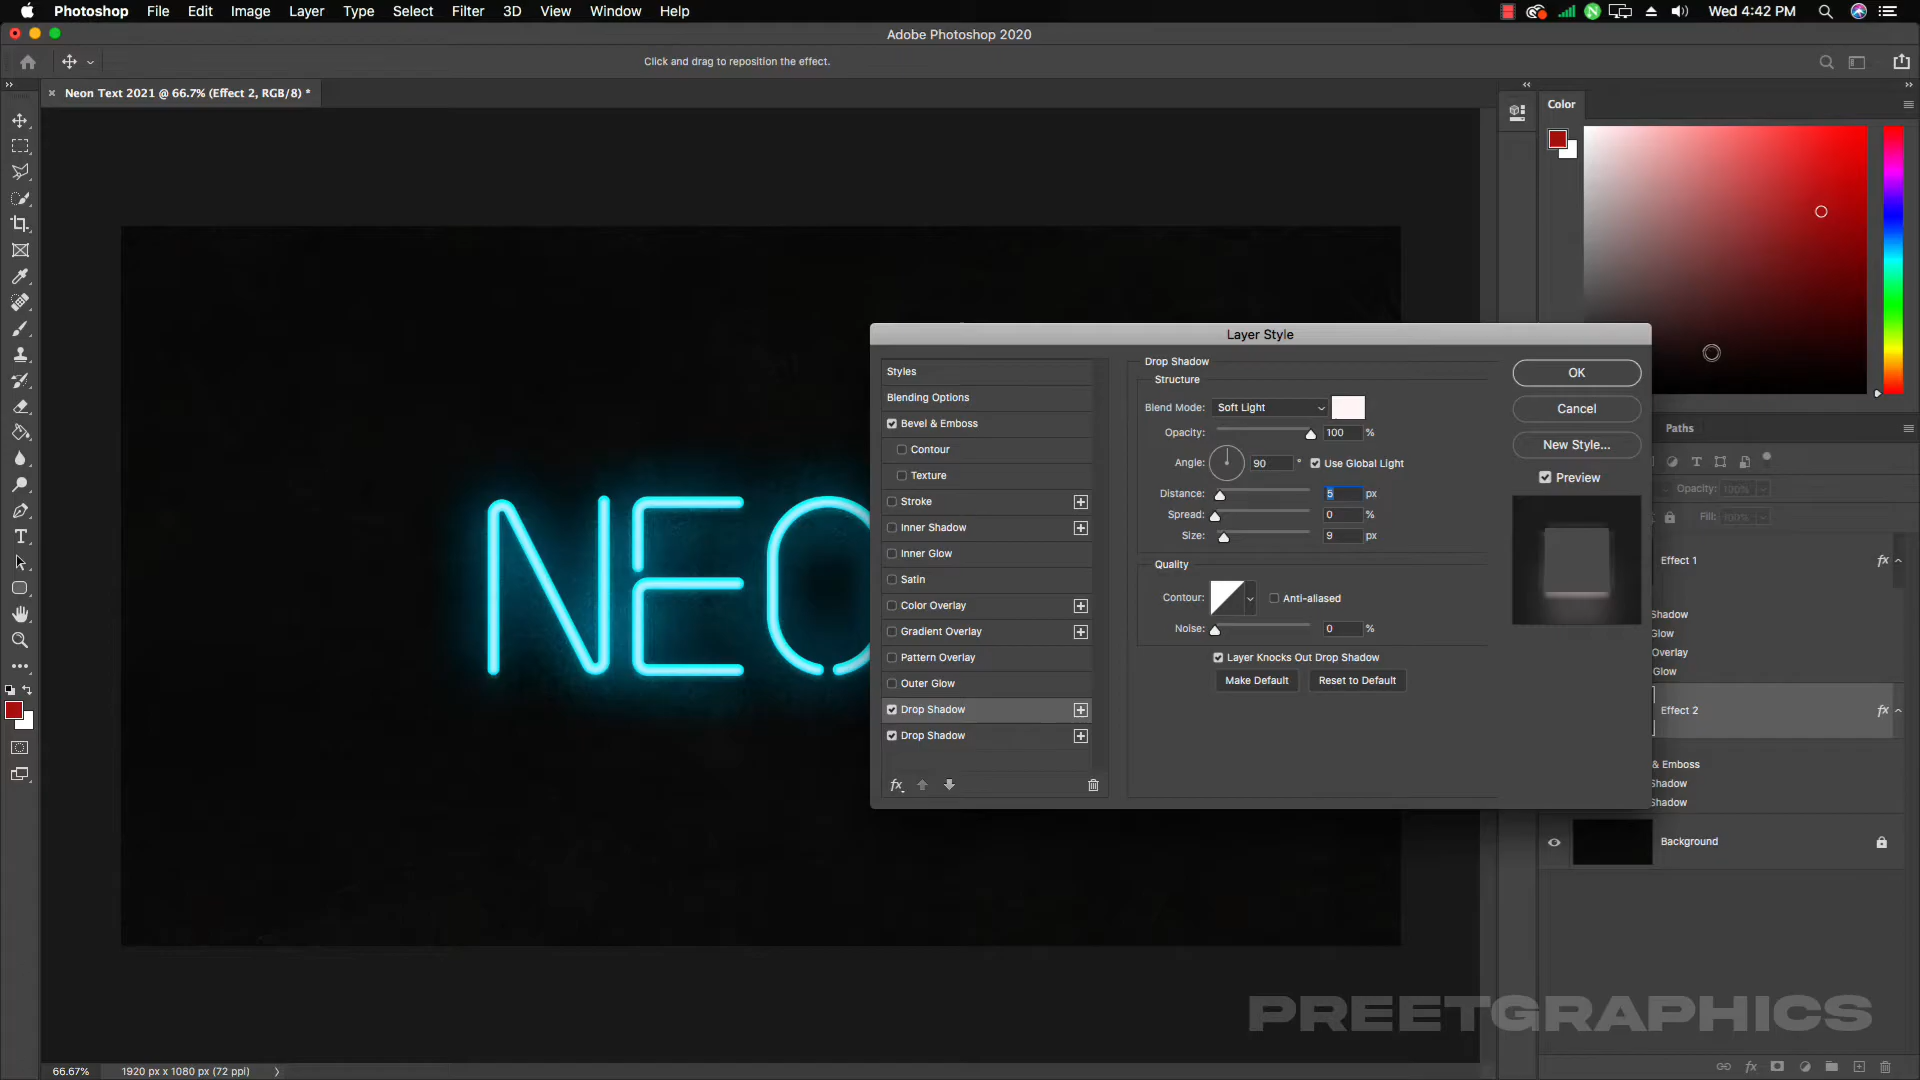 Photoshop File Edit Image Layer Type Select Filter 3D View Window Help
Wed 4:42 PM
Adobe Photoshop 2020
Click and drag to reposition the effect.
Neon Text 2021 @ 66.7% (Effect 2, RGB/8) *
Color
NEO
Layer Style
Styles
Blending Options
Bevel & Emboss
Contour
Texture
Stroke
Inner Shadow
Inner Glow
Satin
Color Overlay
Gradient Overlay
Pattern Overlay
Outer Glow
Drop Shadow
Drop Shadow
fx
Drop Shadow
Structure
Blend Mode: Soft Light
Opacity: 100 %
Angle: 90 ° Use Global Light
Distance: 5 px
Spread: 0 %
Size: 9 px
Quality
Contour: Anti-aliased
Noise: 0 %
Layer Knocks Out Drop Shadow
Make Default Reset to Default
OK
Cancel
New Style...
Preview
Paths
Opacity: 100%
Fill: 100%
Effect 1 fx
Shadow
Glow
Overlay
Glow
Effect 2 fx
& Emboss
Shadow
Shadow
Background
PREETGRAPHICS
66.67% 1920 px x 1080 px (72 ppi)
fx